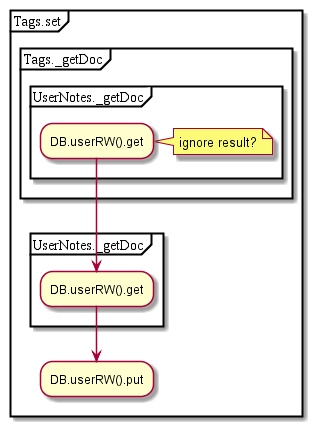 Tags.set
Tags._getDoc
UserNotes._getDoc
DB.userRW().get
ignore result?
UserNotes._getDoc
DB.userRW().get
DB.userRW().put